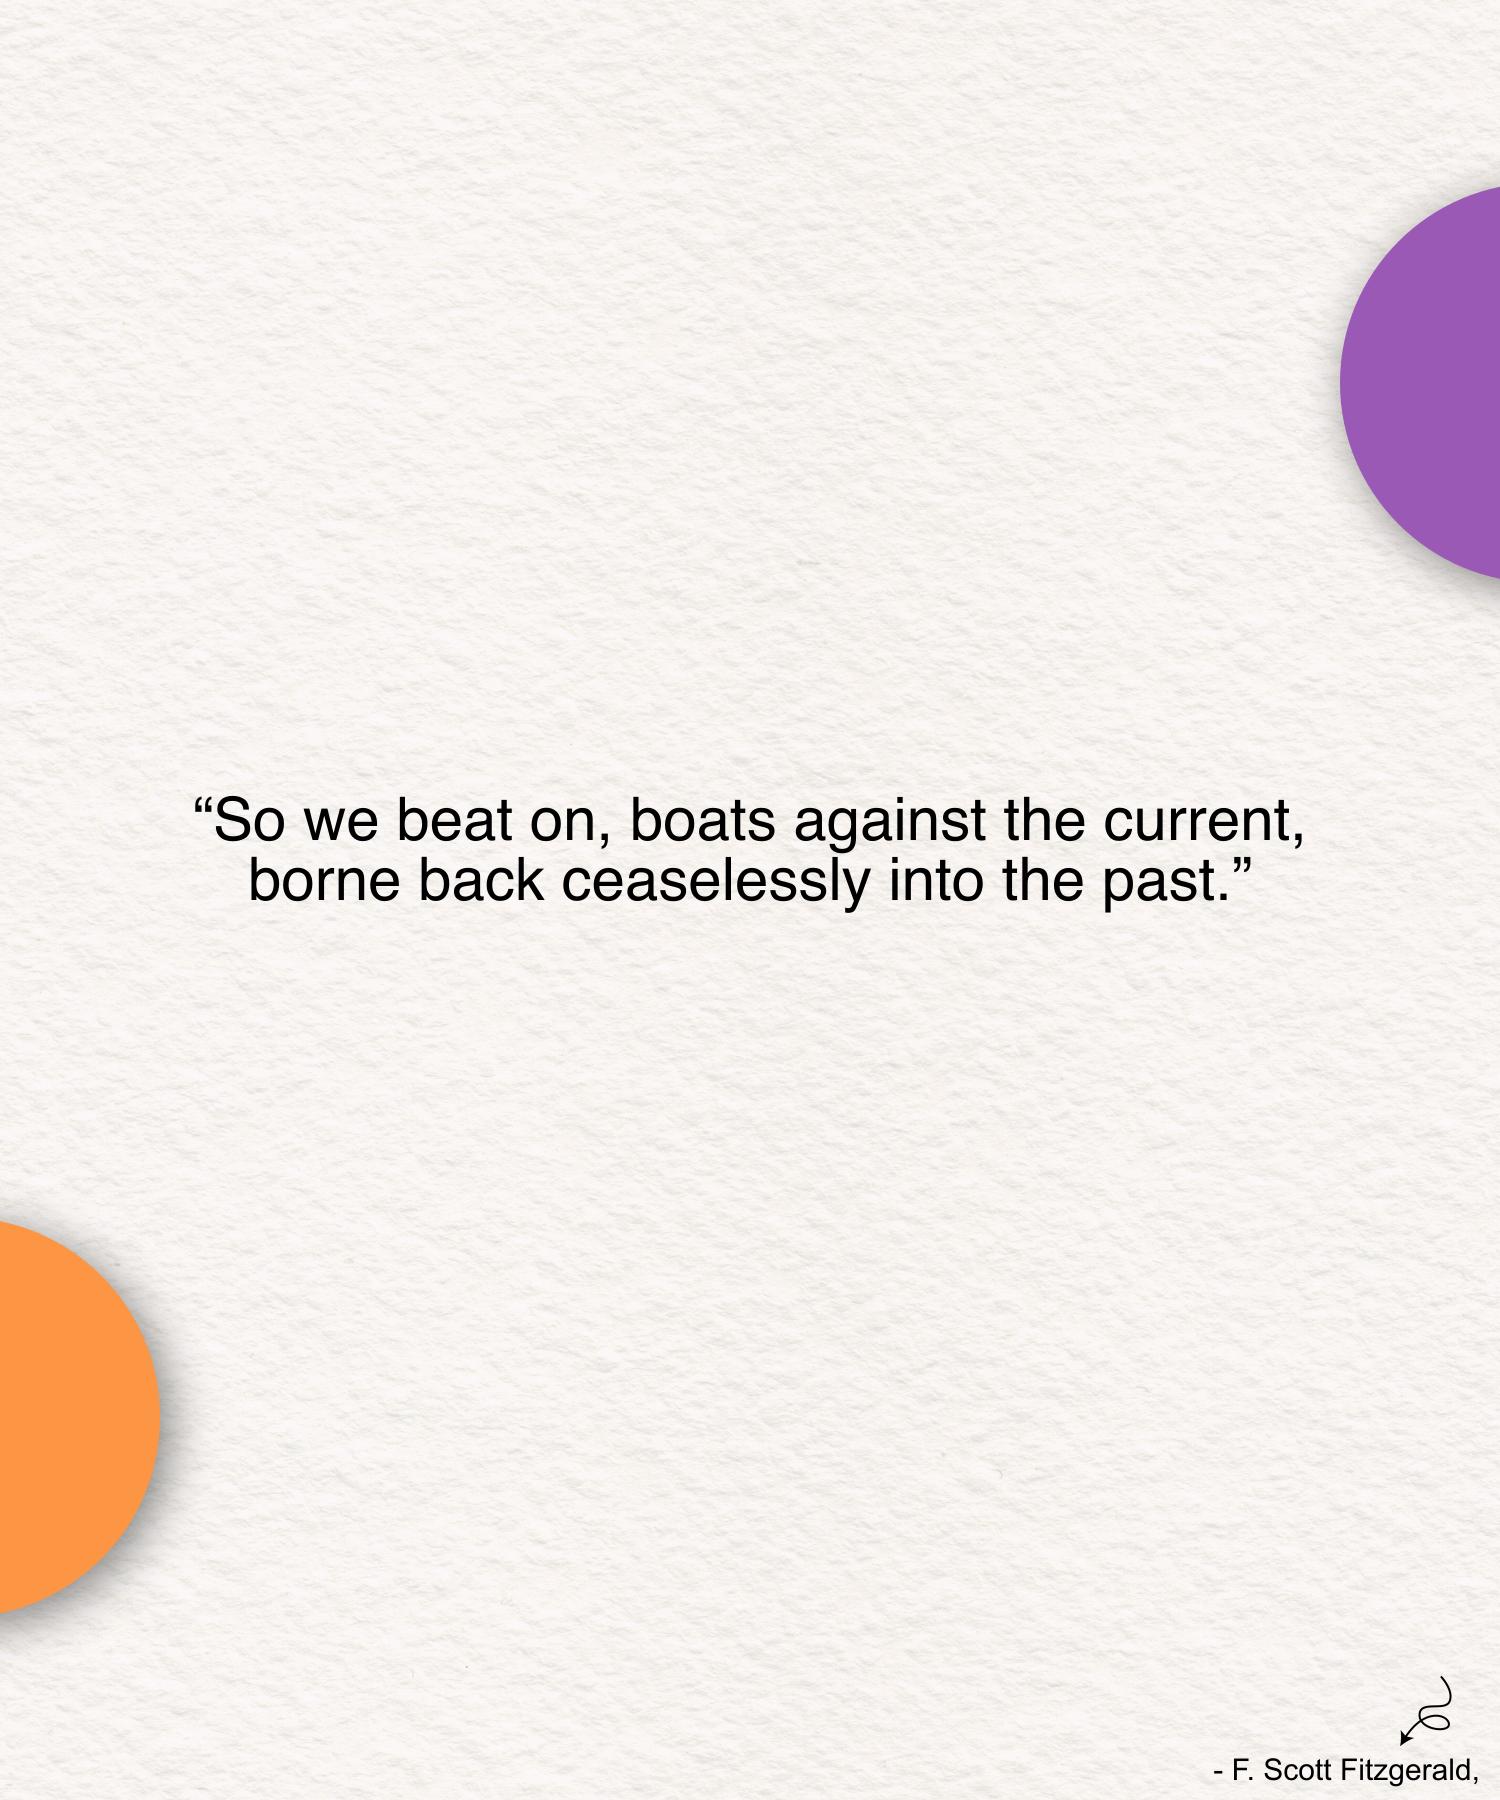 “So we beat on, boats against the current,
borne back ceaselessly into the past.”
- F. Scott Fitzgerald,